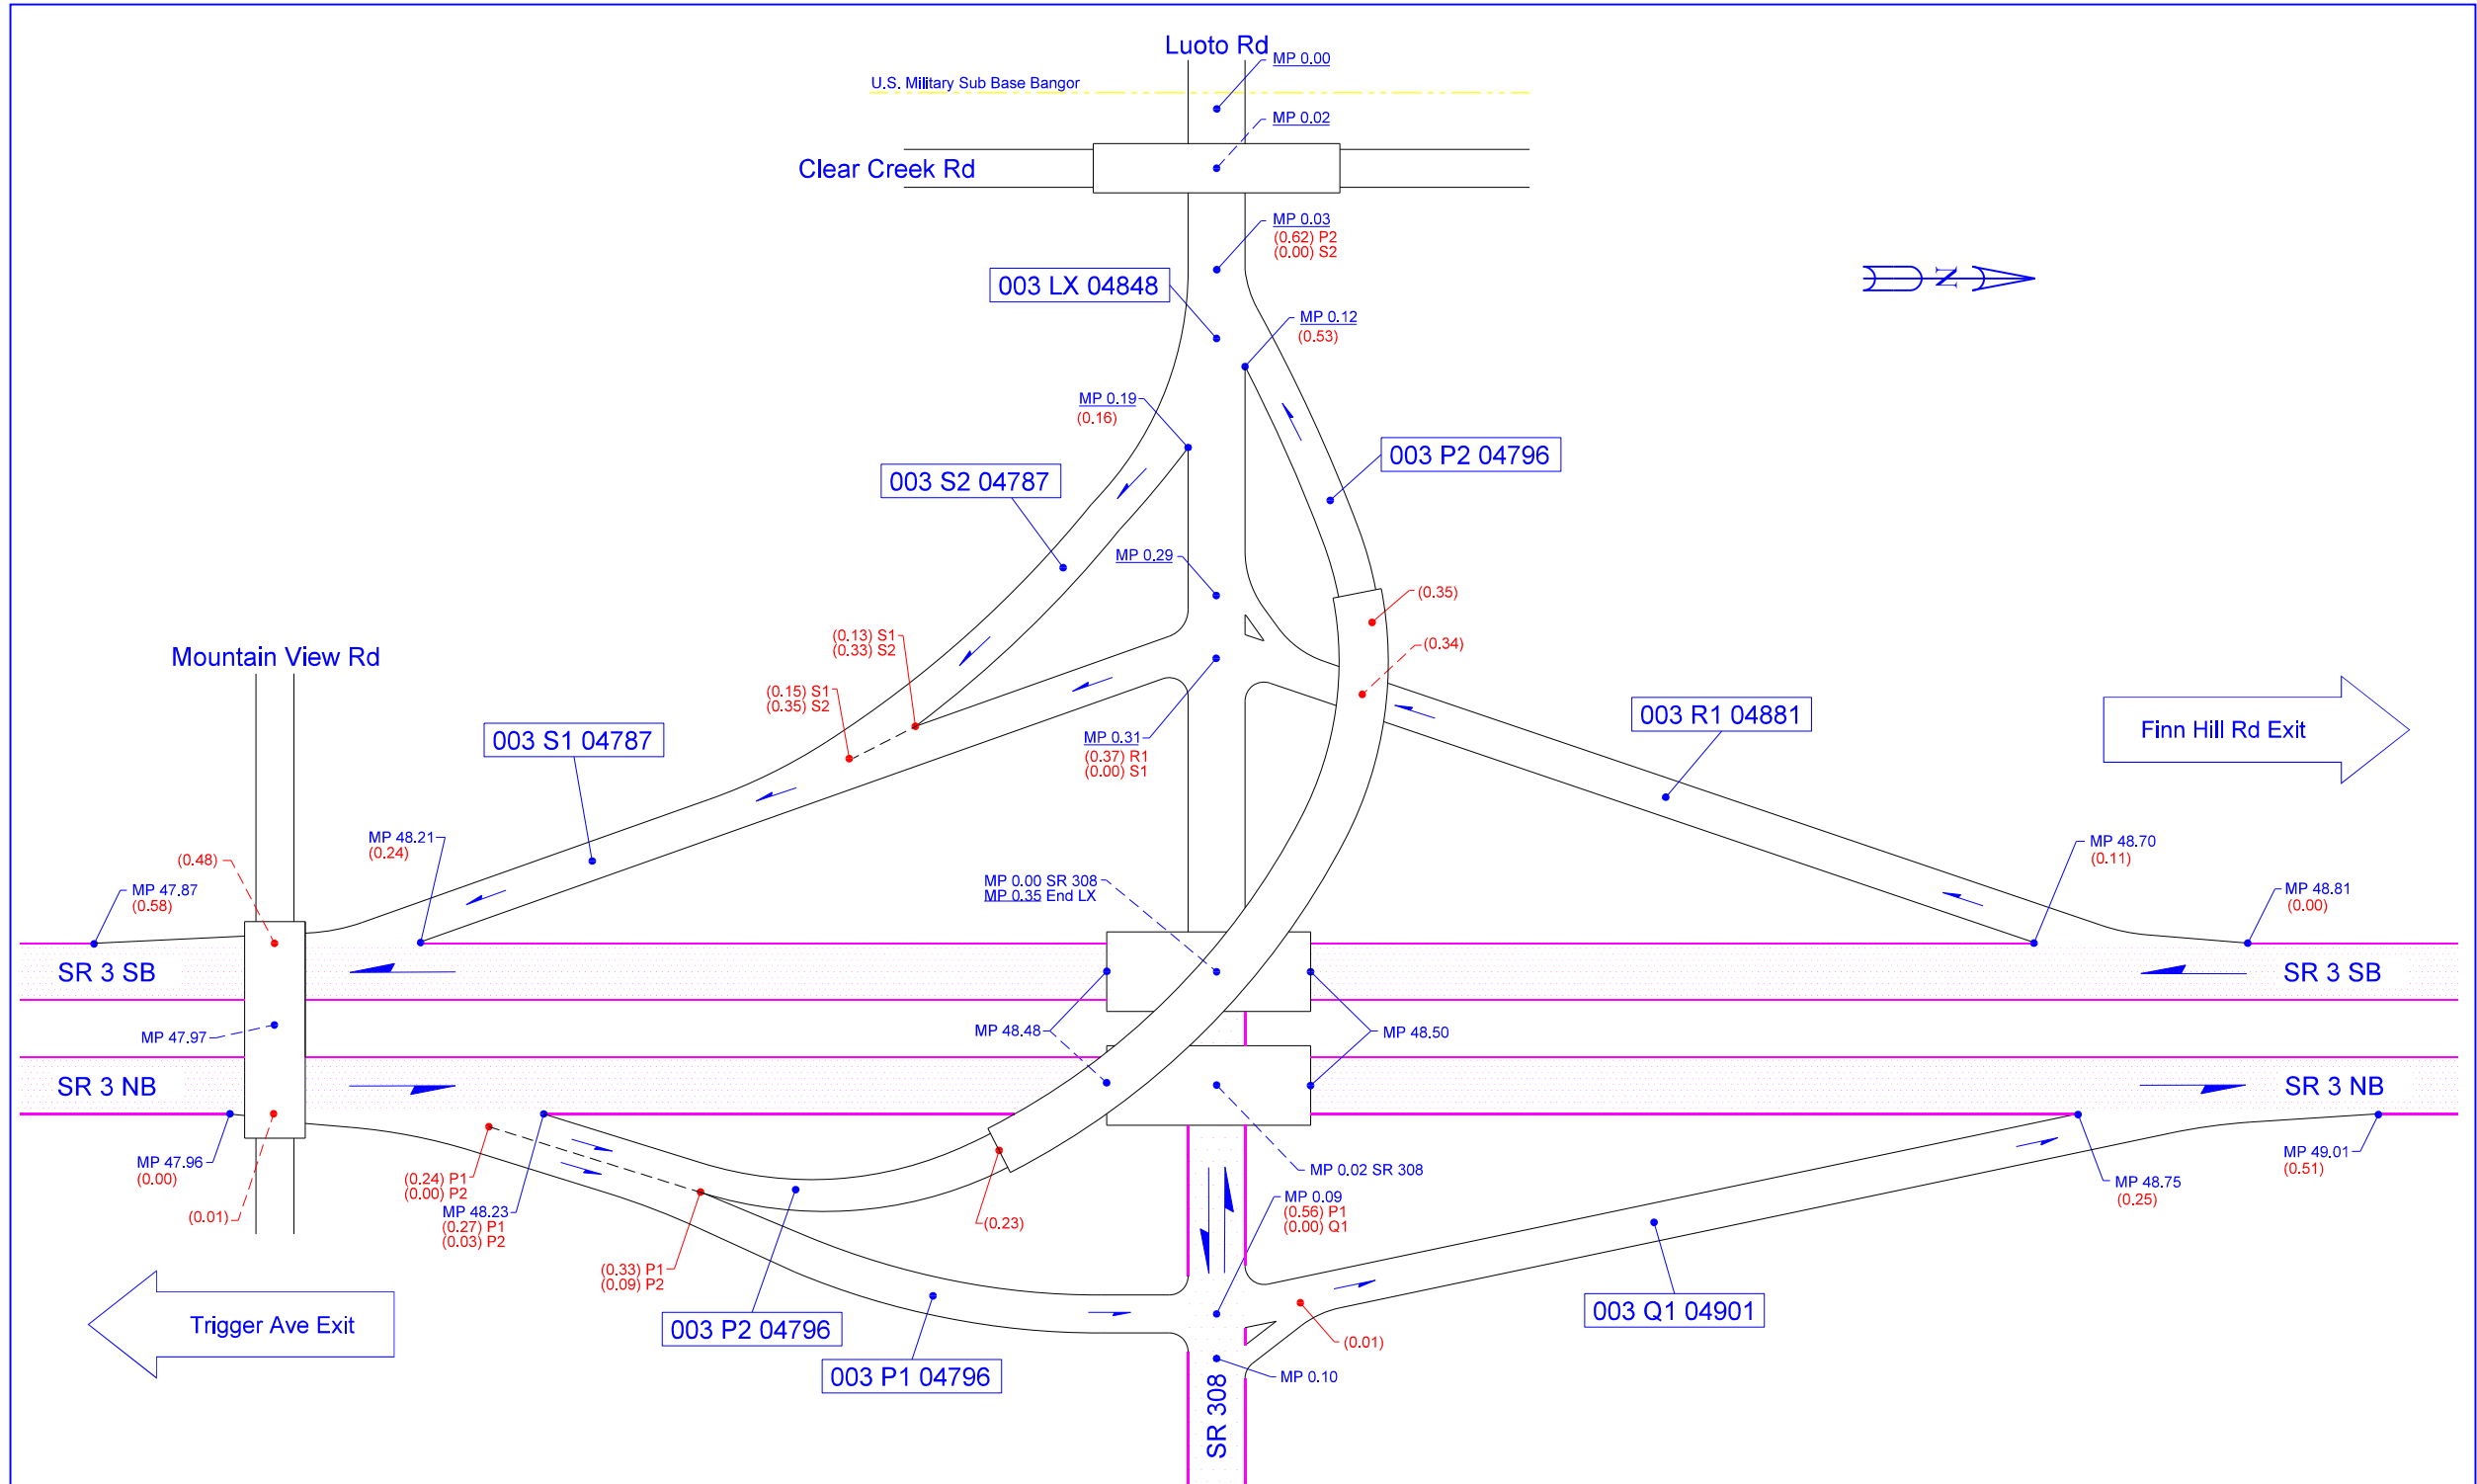 Luoto Rd
MP 0.00
U.S. Military Sub Base Bangor
MP 0.02
Clear Creek Rd
MP 0.03
(0.62) P2
(0.00) S2
003 LX 04848
N
MP 0.12
(0.53)
MP 0.19
(0.16)
003 P2 04796
003 S2 04787
MP 0.29
(0.35)
(0.13) S1
(0.33) S2
(0.34)
Mountain View Rd
(0.15) S1
(0.35) S2
003 S1 04787
003 R1 04881
Finn Hill Rd Exit
MP 0.31
(0.37) R1
(0.00) S1
MP 48.21
(0.24)
MP 48.70
(0.11)
(0.48)
MP 47.87
(0.58)
MP 0.00 SR 308
MP 0.35 End LX
MP 48.81
(0.00)
SR 3 SB
SR 3 SB
MP 47.97
MP 48.48
MP 48.50
SR 3 NB
SR 3 NB
MP 47.96
(0.00)
(0.24) P1
(0.00) P2
MP 48.23
(0.27) P1
(0.03) P2
MP 0.02 SR 308
MP 49.01
(0.51)
MP 48.75
(0.25)
(0.01)
(0.23)
MP 0.09
(0.56) P1
(0.00) Q1
(0.33) P1
(0.09) P2
Trigger Ave Exit
003 P2 04796
003 Q1 04901
(0.01)
003 P1 04796
MP 0.10
SR 308